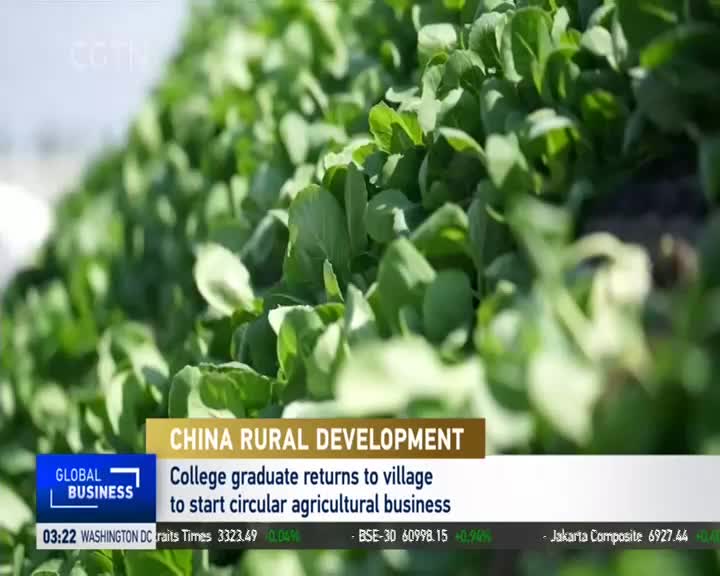 CGTN
CHINA RURAL DEVELOPMENT
GLOBAL
BUSINESS
College graduate returns to village
to start circular agricultural business
03:22 WASHINGTON DC
raits Times 3323.49 -0.04% - BSE-30 60998.15 +0.94% - Jakarta Composite 6927.44